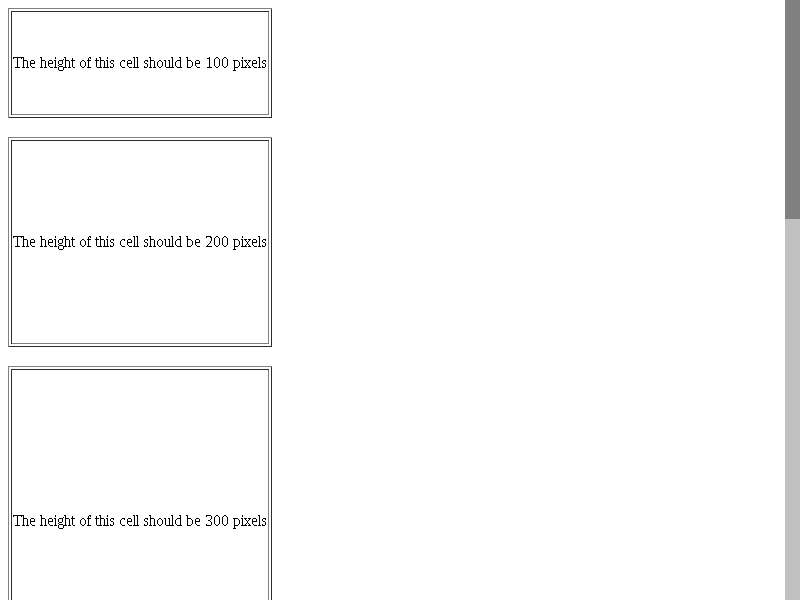 The height of this cell should be 100 pixels
The height of this cell should be 200 pixels
The height of this cell should be 300 pixels